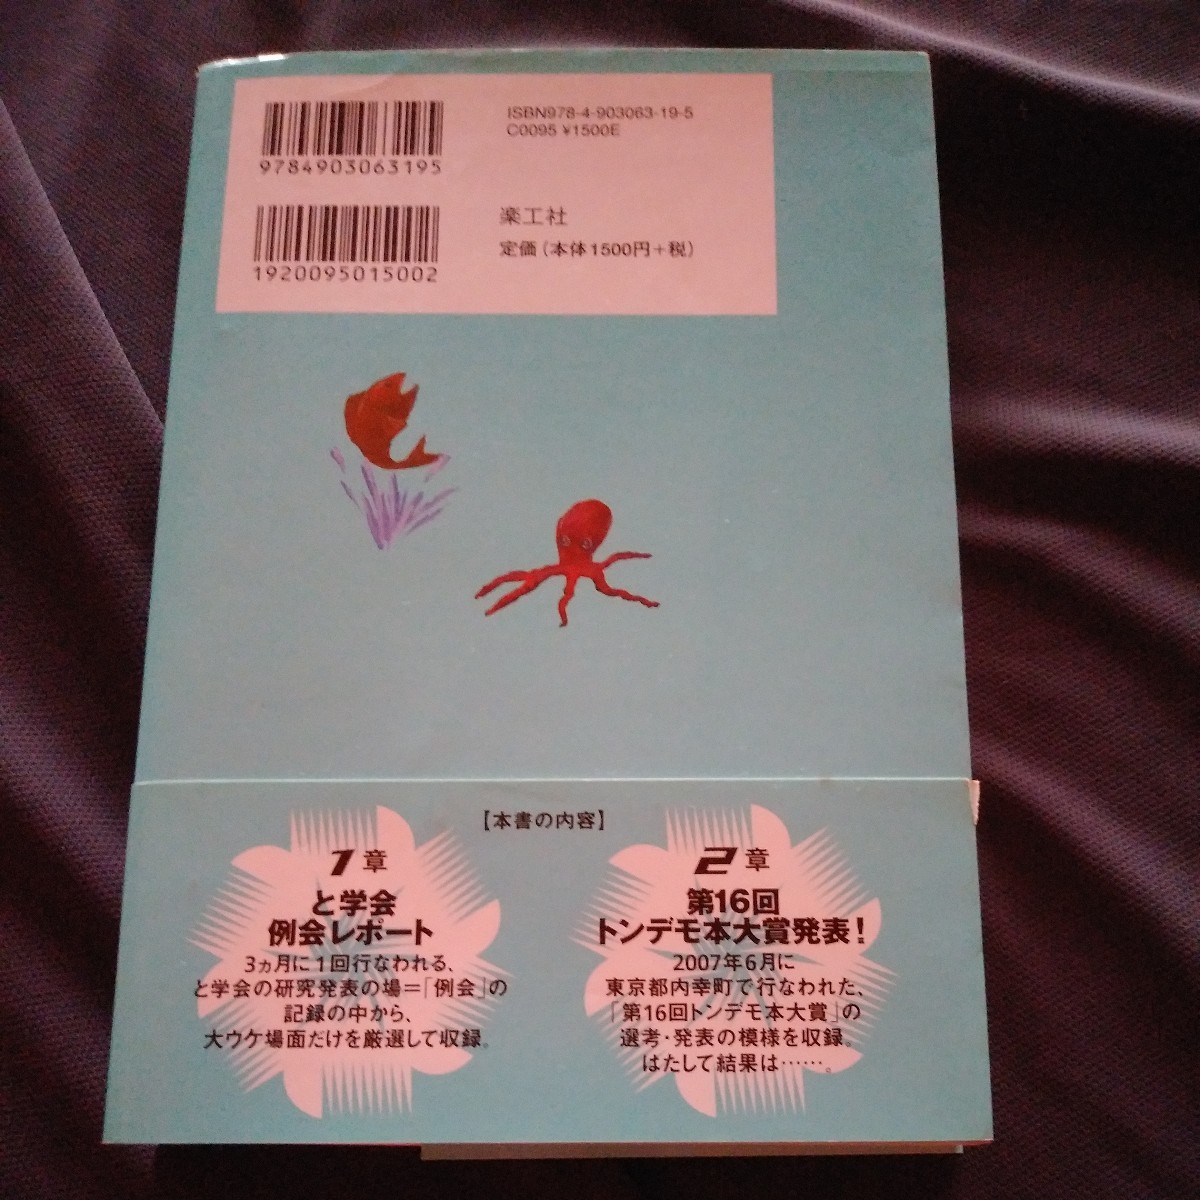 ISBN978-4-903063-19-5
C0095 ¥1500E
9784903063195
楽工社
定価(本体1500円+税)
1920095015002
【本書の内容】
1章
と学会
例会レポート
3ヵ月に1回行なわれる、
と学会の研究発表の場=「例会」の
記録の中から、
大ウケ場面だけを厳選して収録。
2章
第16回
トンデモ本大賞発表!
2007年6月に
東京都内幸町で行なわれた、
「第16回トンデモ本大賞」の
選考・発表の模様を収録。
はたして結果は……。